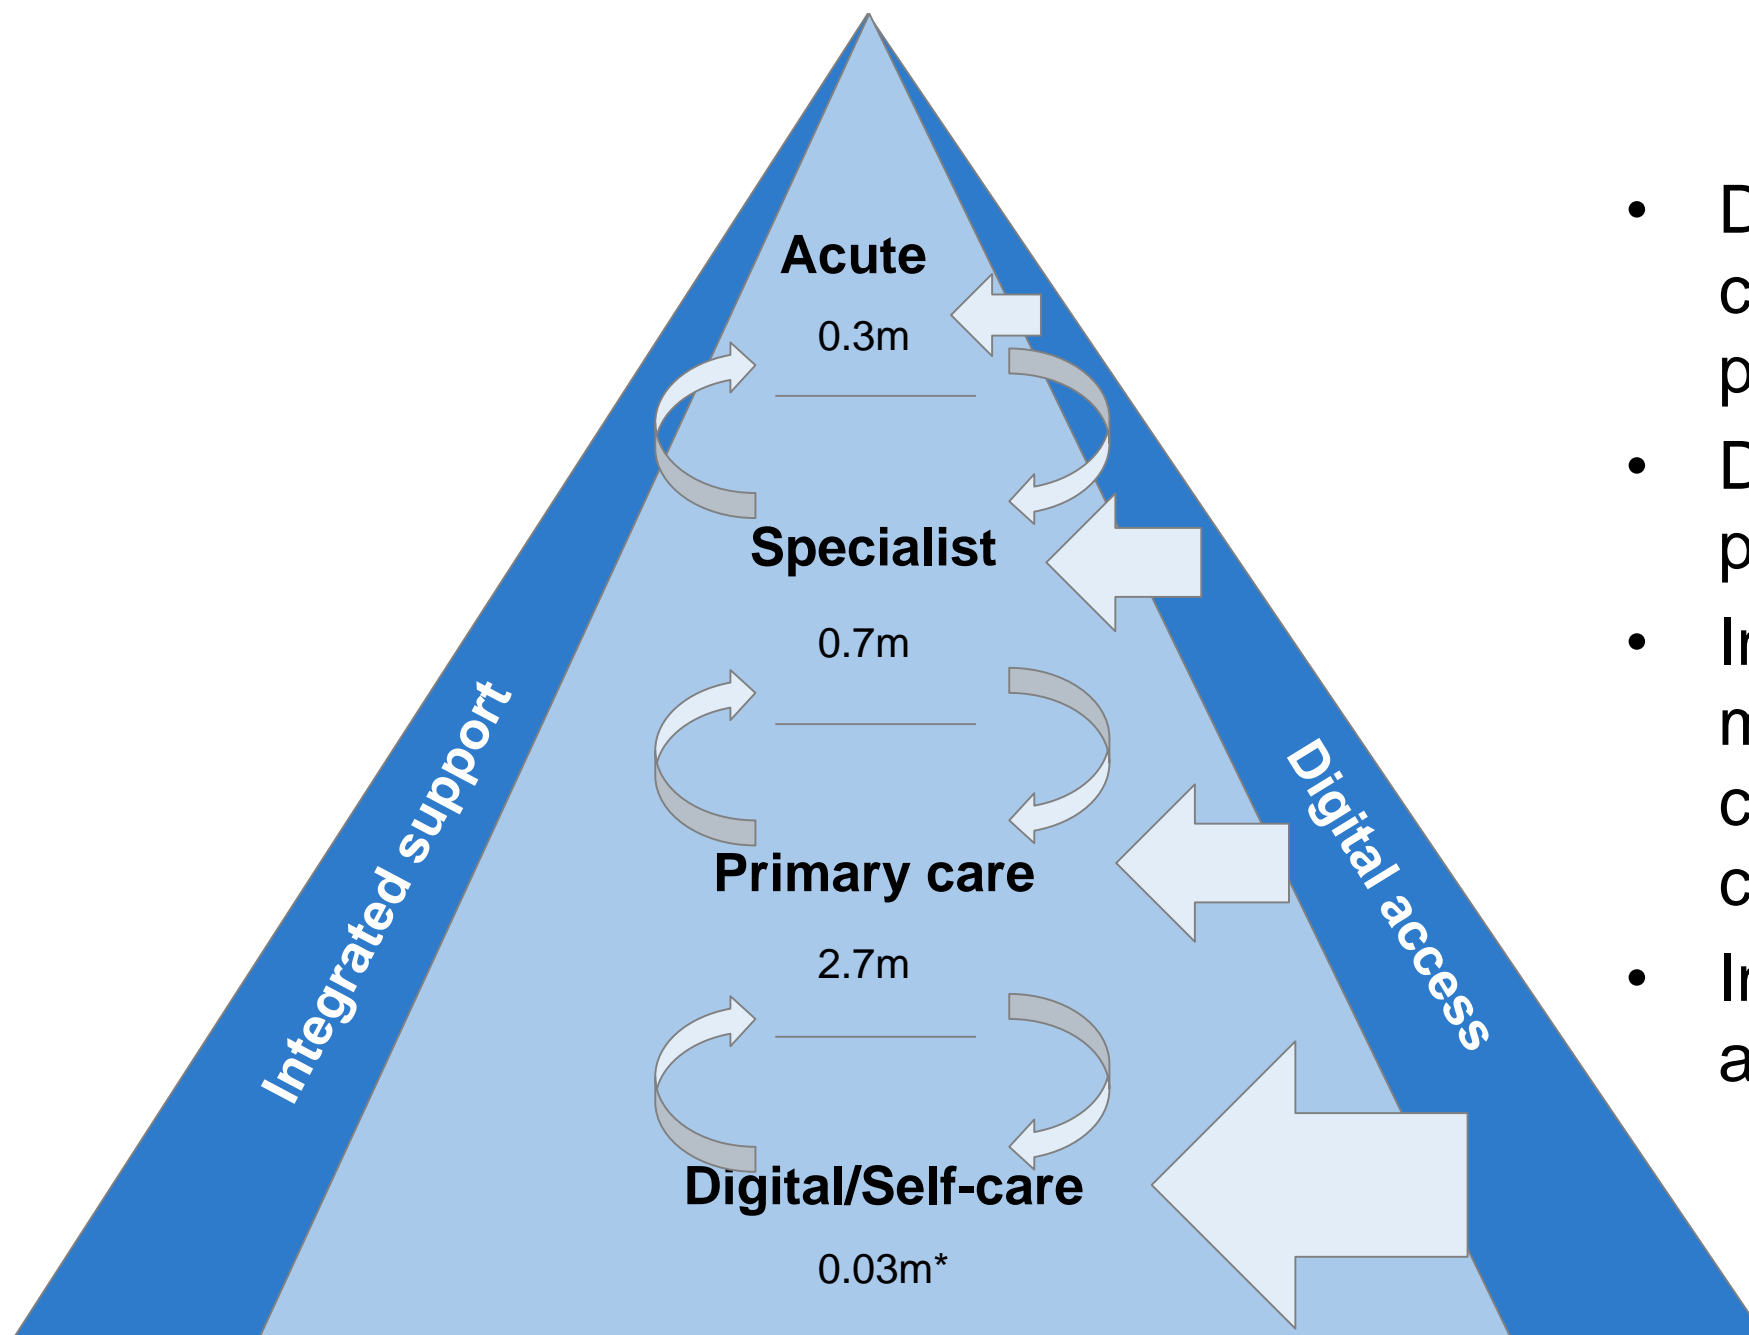 Acute
0.3m
Specialist
0.7m
Primary care
2.7m
Digital/Self-care
0.03m*
Integrated support
Digital access
•
•
•
•